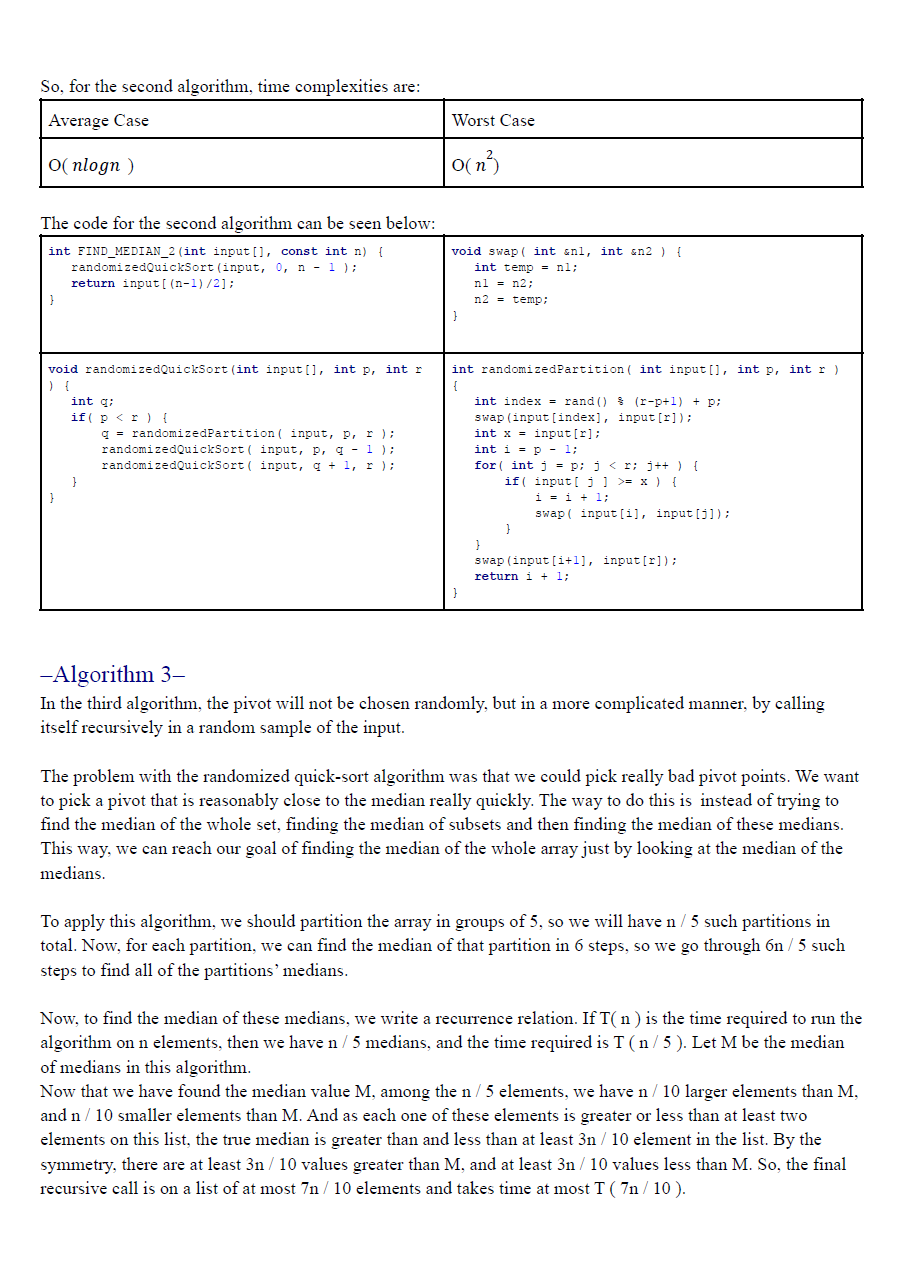 So, for the second algorithm, time complexities are:
Average Case
Worst Case
O( nlogn )
O( n²)
The code for the second algorithm can be seen below:
int FIND_MEDIAN_2(int input[], const int n) {
randomizedQuickSort(input, 0, n - 1 );
return input[(n-1)/2];
}
void swap( int &n1, int &n2 ) {
int temp = n1;
n1 = n2;
n2 = temp;
}
void randomizedQuickSort(int input[], int p, int r
) {
int q;
if( p < r ) {
q = randomizedPartition( input, p, r );
randomizedQuickSort( input, p, q - 1 );
randomizedQuickSort( input, q + 1, r );
}
}
int randomizedPartition( int input[], int p, int r )
{
int index = rand() % (r-p+1) + p;
swap(input[index], input[r]);
int x = input[r];
int i = p - 1;
for( int j = p; j < r; j++ ) {
if( input[ j ] >= x ) {
i = i + 1;
swap( input[i], input[j]);
}
}
swap(input[i+1], input[r]);
return i + 1;
}
–Algorithm 3–
In the third algorithm, the pivot will not be chosen randomly, but in a more complicated manner, by calling
itself recursively in a random sample of the input.
The problem with the randomized quick-sort algorithm was that we could pick really bad pivot points. We want
to pick a pivot that is reasonably close to the median really quickly. The way to do this is  instead of trying to
find the median of the whole set, finding the median of subsets and then finding the median of these medians.
This way, we can reach our goal of finding the median of the whole array just by looking at the median of the
medians.
To apply this algorithm, we should partition the array in groups of 5, so we will have n / 5 such partitions in
total. Now, for each partition, we can find the median of that partition in 6 steps, so we go through 6n / 5 such
steps to find all of the partitions’ medians.
Now, to find the median of these medians, we write a recurrence relation. If T( n ) is the time required to run the
algorithm on n elements, then we have n / 5 medians, and the time required is T ( n / 5 ). Let M be the median
of medians in this algorithm.
Now that we have found the median value M, among the n / 5 elements, we have n / 10 larger elements than M,
and n / 10 smaller elements than M. And as each one of these elements is greater or less than at least two
elements on this list, the true median is greater than and less than at least 3n / 10 element in the list. By the
symmetry, there are at least 3n / 10 values greater than M, and at least 3n / 10 values less than M. So, the final
recursive call is on a list of at most 7n / 10 elements and takes time at most T ( 7n / 10 ).